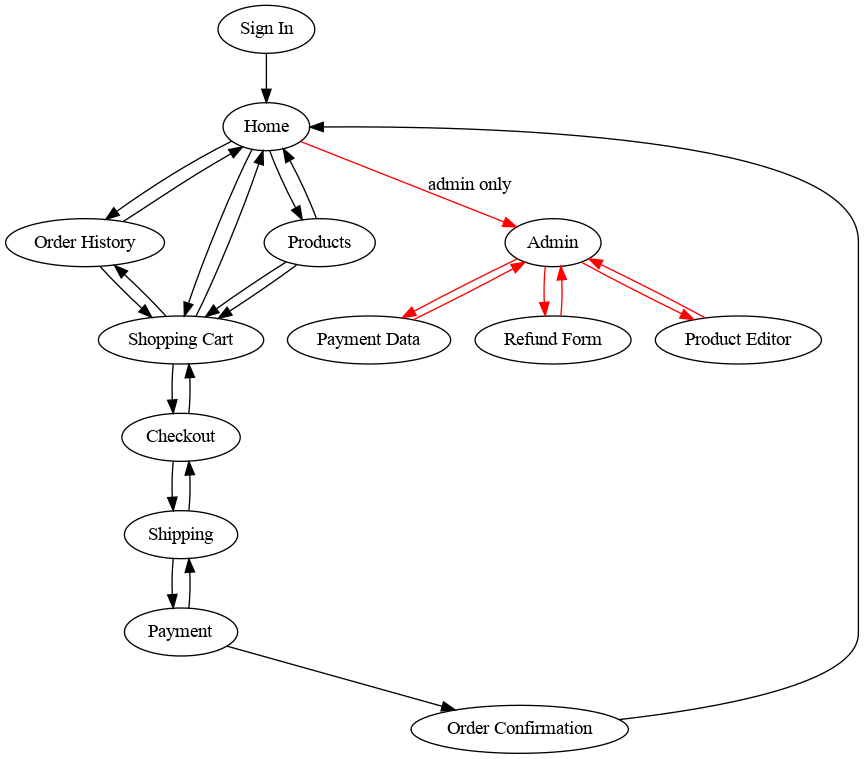 Sign In
Home
admin only
Order History
Products
Admin
Shopping Cart
Payment Data
Refund Form
Product Editor
Checkout
Shipping
Payment
Order Confirmation